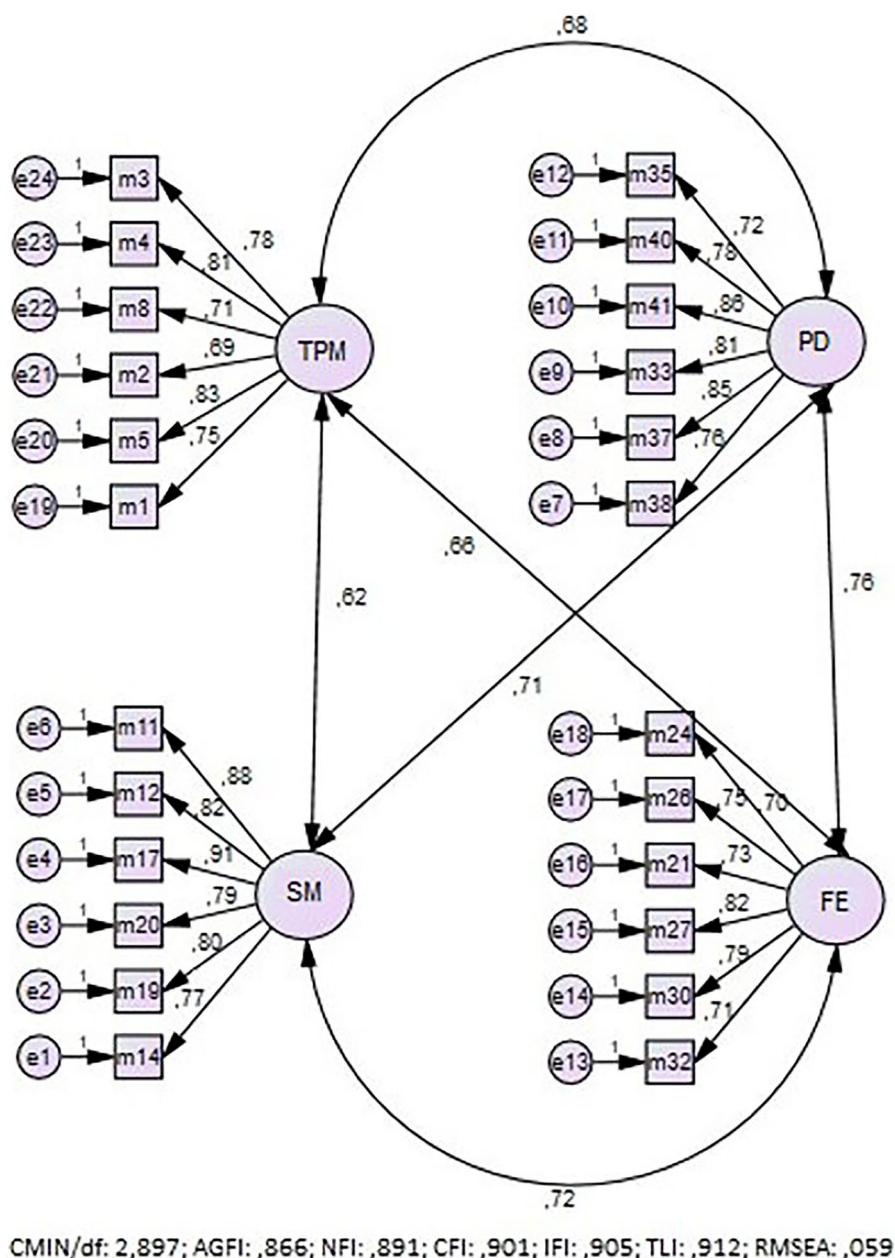 ,68
e24 1 m3
e23 1 m4
e22 1 m8
e21 1 m2
e20 1 m5
e19 1 m1
,78
,81
,71
,69
,83
,75
TPM
e12 1 m35
e11 1 m40
e10 1 m41
e9 1 m33
e8 1 m37
e7 1 m38
,72
,78
,86
,81
,85
,76
PD
,66
,62
,76
,71
e6 1 m11
e5 1 m12
e4 1 m17
e3 1 m20
e2 1 m19
e1 1 m14
,88
,82
,91
,79
,80
,77
SM
e18 1 m24
e17 1 m26
e16 1 m21
e15 1 m27
e14 1 m30
e13 1 m32
,75 ,70
,73
,82
,79
,71
FE
,72
CMIN/df: 2,897; AGFI: ,866; NFI: ,891; CFI: ,901; IFI: ,905; TLI: ,912; RMSEA: ,059